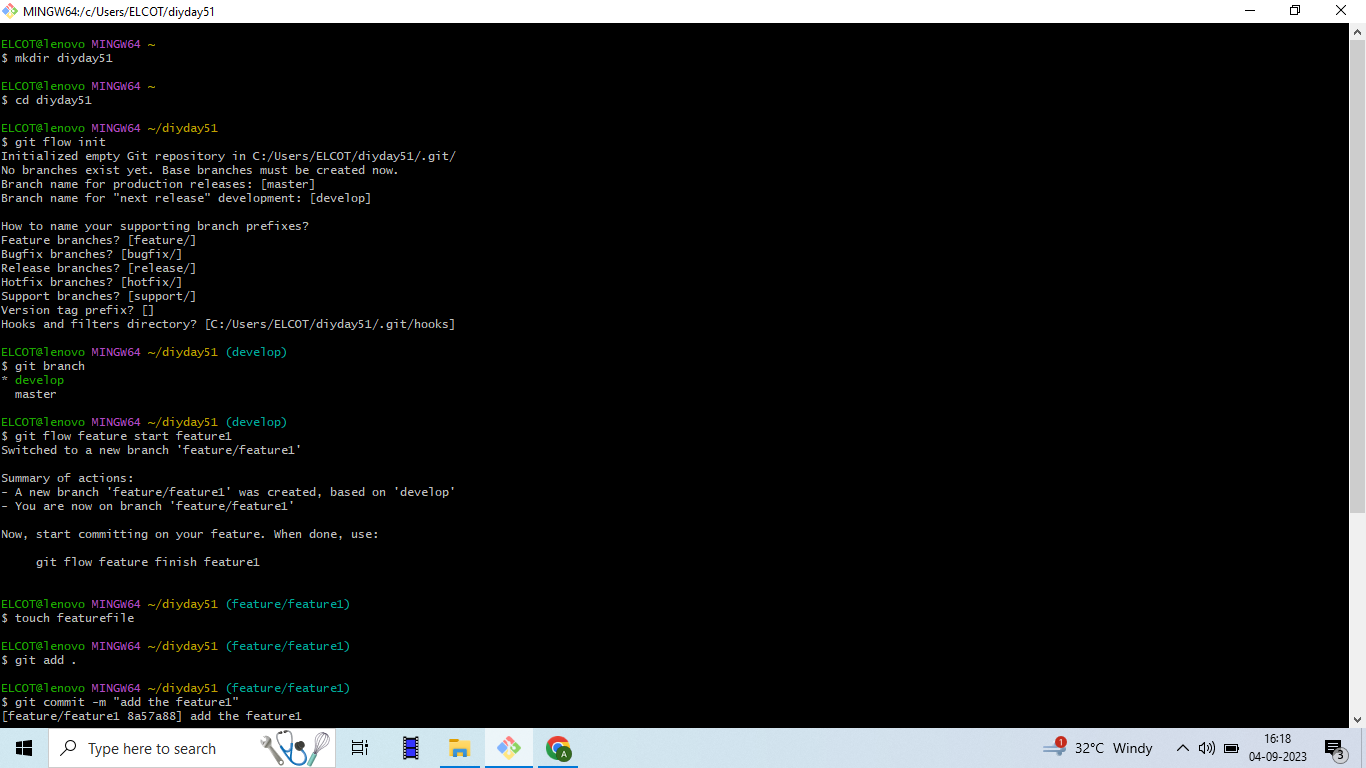 MINGW64:/c/Users/ELCOT/diyday51
ELCOT@lenovo MINGW64 ~
$ mkdir diyday51
ELCOT@lenovo MINGW64 ~
$ cd diyday51
ELCOT@lenovo MINGW64 ~/diyday51
$ git flow init
Initialized empty Git repository in C:/Users/ELCOT/diyday51/.git/
No branches exist yet. Base branches must be created now.
Branch name for production releases: [master]
Branch name for "next release" development: [develop]
How to name your supporting branch prefixes?
Feature branches? [feature/]
Bugfix branches? [bugfix/]
Release branches? [release/]
Hotfix branches? [hotfix/]
Support branches? [support/]
Version tag prefix? []
Hooks and filters directory? [C:/Users/ELCOT/diyday51/.git/hooks]
ELCOT@lenovo MINGW64 ~/diyday51 (develop)
$ git branch
* develop
master
ELCOT@lenovo MINGW64 ~/diyday51 (develop)
$ git flow feature start feature1
Switched to a new branch 'feature/feature1'
Summary of actions:
- A new branch 'feature/feature1' was created, based on 'develop'
- You are now on branch 'feature/feature1'
Now, start committing on your feature. When done, use:
git flow feature finish feature1
ELCOT@lenovo MINGW64 ~/diyday51 (feature/feature1)
$ touch featurefile
ELCOT@lenovo MINGW64 ~/diyday51 (feature/feature1)
$ git add .
ELCOT@lenovo MINGW64 ~/diyday51 (feature/feature1)
$ git commit -m "add the feature1"
[feature/feature1 8a57a88] add the feature1
Type here to search
A
1
32°C Windy
16:18
04-09-2023
3